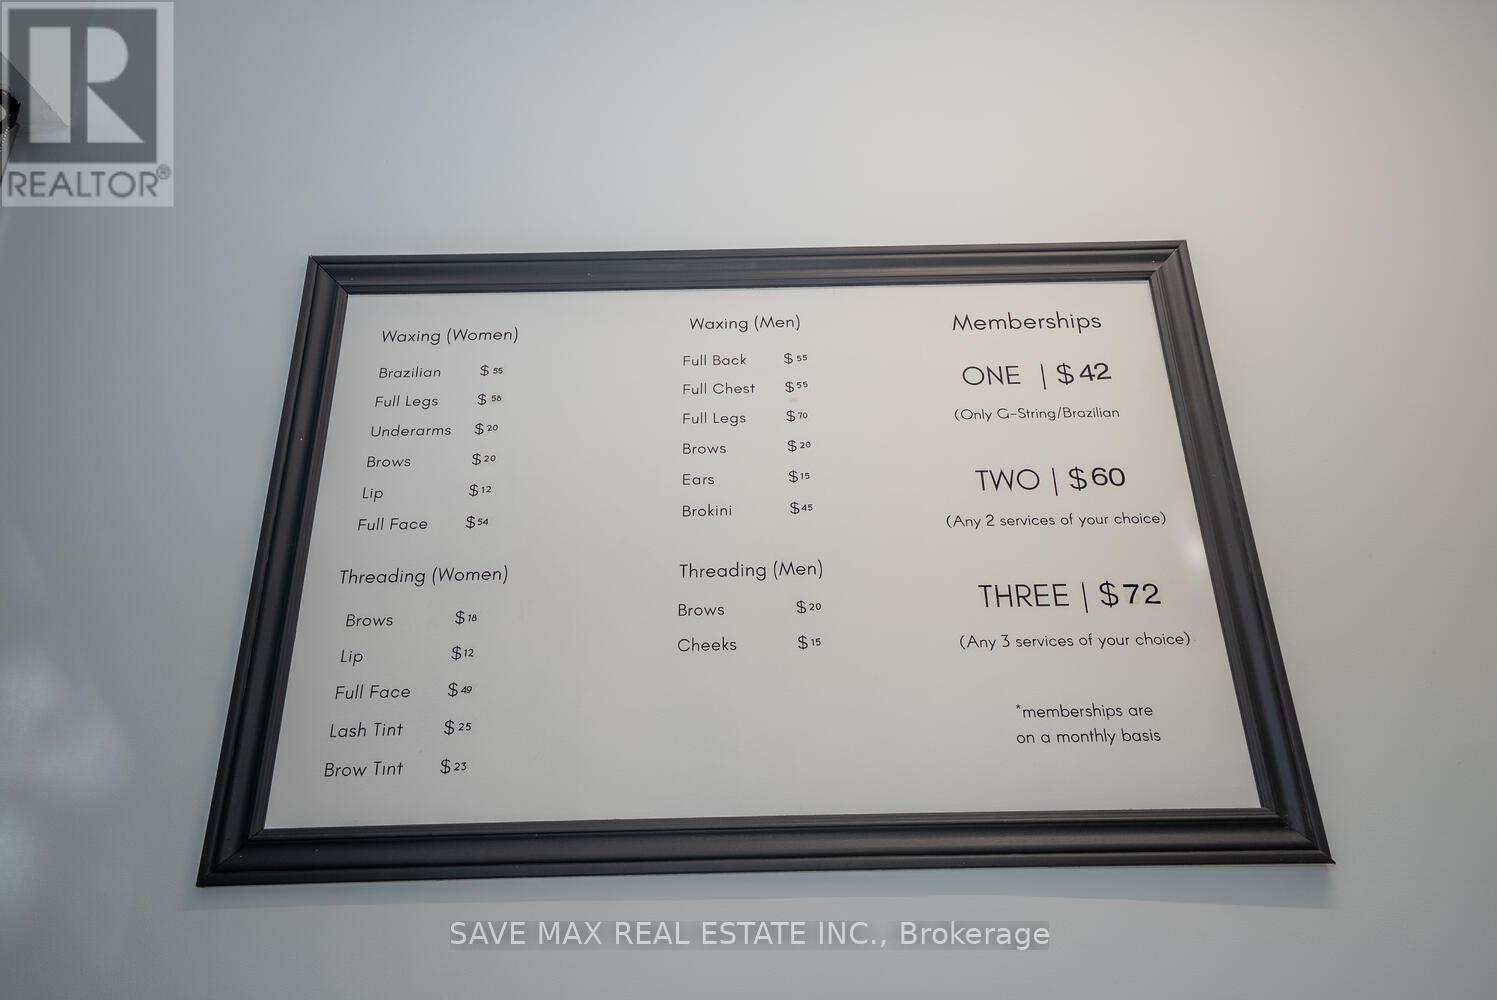 REALTOR®
Waxing (Women)
Brazilian $55
Full Legs $58
Underarms $20
Brows $20
Lip $12
Full Face $54
Threading (Women)
Brows $18
Lip $12
Full Face $49
Lash Tint $25
Brow Tint $23
Waxing (Men)
Full Back $55
Full Chest $55
Full Legs $70
Brows $20
Ears $15
Brokini $45
Threading (Men)
Brows $20
Cheeks $15
Memberships
ONE | $42
(Only G-String/Brazilian
TWO | $60
(Any 2 services of your choice)
THREE | $72
(Any 3 services of your choice)
*memberships are
on a monthly basis
SAVE MAX REAL ESTATE INC., Brokerage